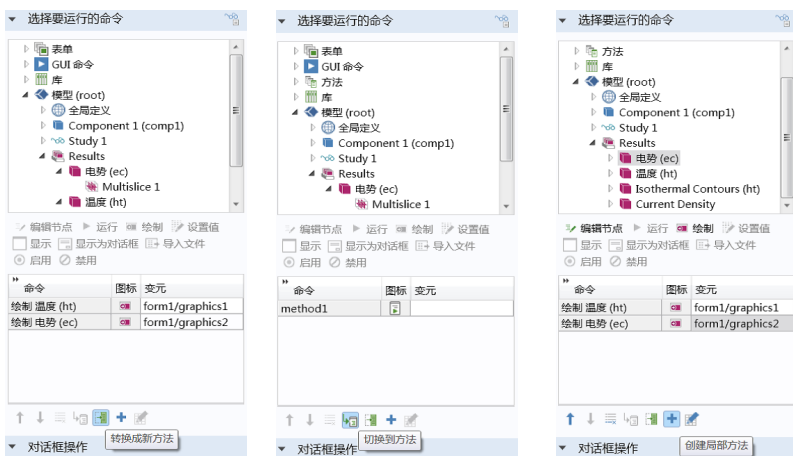 选择要运行的命令
表单
GUI 命令
库
模型 (root)
全局定义
Component 1 (comp1)
Study 1
Results
电势 (ec)
Multislice 1
温度 (ht)
编辑节点 运行 绘制 设置值
显示 显示为对话框 导入文件
启用 禁用
命令 图标 变元
绘制 温度 (ht) form1/graphics1
绘制 电势 (ec) form1/graphics2
转换成新方法
对话框操作
选择要运行的命令
表单
GUI 命令
方法
库
模型 (root)
全局定义
Component 1 (comp1)
Study 1
Results
电势 (ec)
Multislice 1
编辑节点 运行 绘制 设置值
显示 显示为对话框 导入文件
启用 禁用
命令 图标 变元
method1
切换到方法
对话框操作
选择要运行的命令
方法
库
模型 (root)
全局定义
Component 1 (comp1)
Study 1
Results
电势 (ec)
温度 (ht)
Isothermal Contours (ht)
Current Density
编辑节点 运行 绘制 设置值
显示 显示为对话框 导入文件
启用 禁用
命令 图标 变元
绘制 温度 (ht) form1/graphics1
绘制 电势 (ec) form1/graphics2
创建局部方法
对话框操作